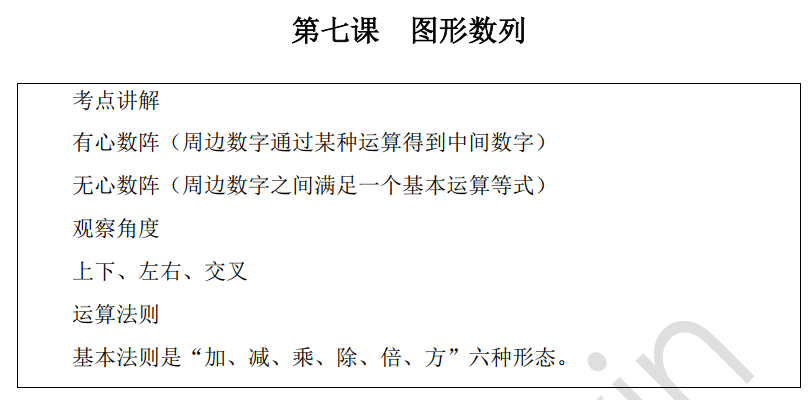 第七课 图形数列
考点讲解
有心数阵（周边数字通过某种运算得到中间数字）
无心数阵（周边数字之间满足一个基本运算等式）
观察角度
上下、左右、交叉
运算法则
基本法则是“加、减、乘、除、倍、方”六种形态。
in